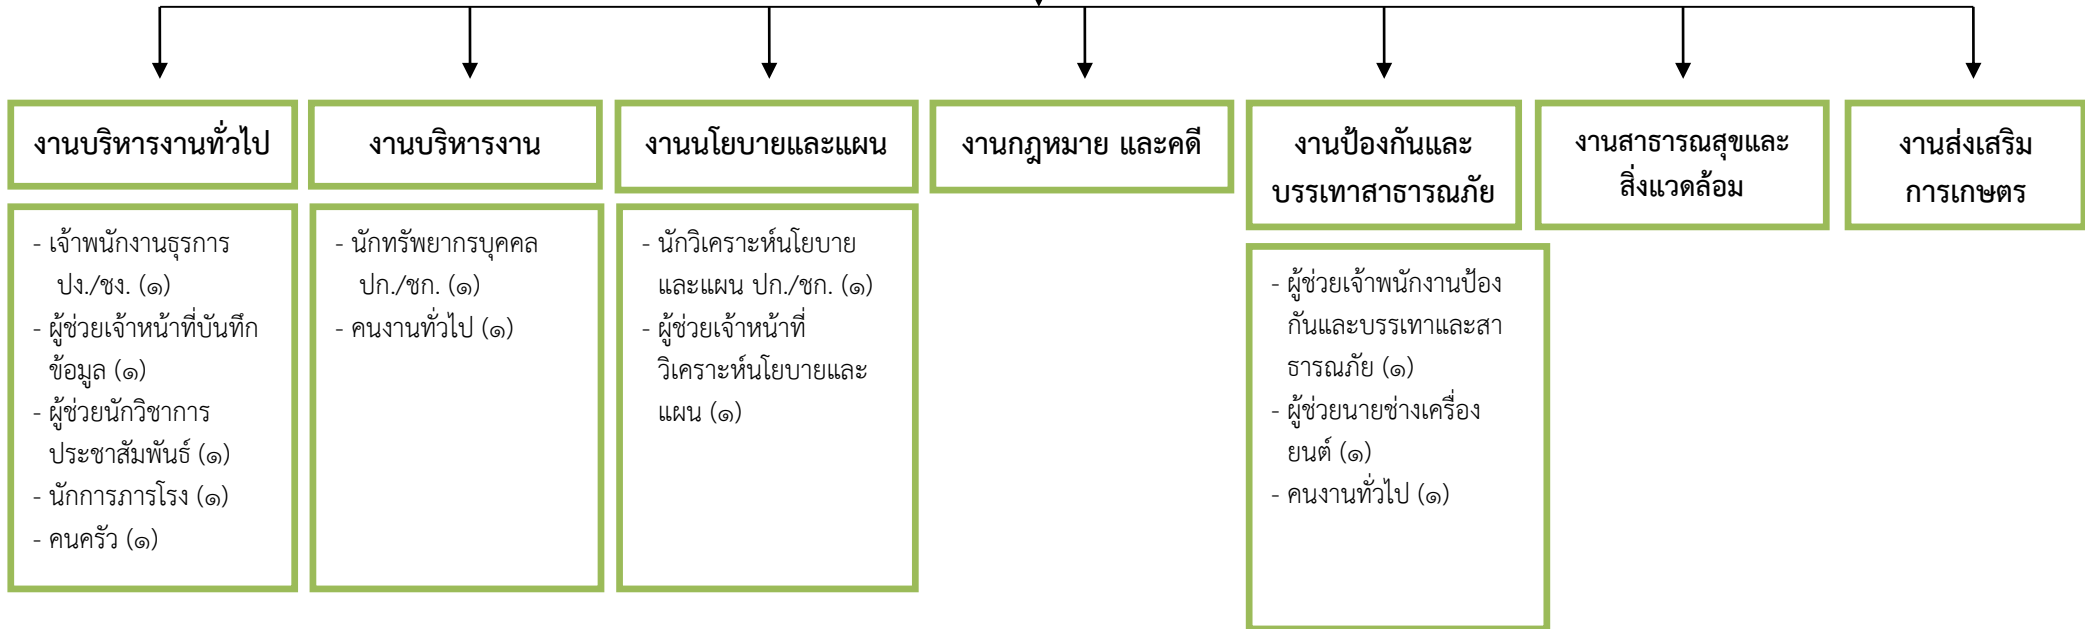 งานบริหารงานทั่วไป
- เจ้าพนักงานธุรการ
ปง./ชง. (๑)
- ผู้ช่วยเจ้าหน้าที่บันทึก
ข้อมูล (๑)
- ผู้ช่วยนักวิชาการ
ประชาสัมพันธ์ (๑)
- นักการภารโรง (๑)
- คนครัว (๑)
งานบริหารงาน
- นักทรัพยากรบุคคล
ปก./ชก. (๑)
- คนงานทั่วไป (๑)
งานนโยบายและแผน
- นักวิเคราะห์นโยบาย
และแผน ปก./ชก. (๑)
- ผู้ช่วยเจ้าหน้าที่
วิเคราะห์นโยบายและ
แผน (๑)
งานกฎหมาย และคดี
งานป้องกันและ
บรรเทาสาธารณภัย
- ผู้ช่วยเจ้าพนักงานป้อง
กันและบรรเทาและสา
ธารณภัย (๑)
- ผู้ช่วยนายช่างเครื่อง
ยนต์ (๑)
- คนงานทั่วไป (๑)
งานสาธารณสุขและ
สิ่งแวดล้อม
งานส่งเสริม
การเกษตร